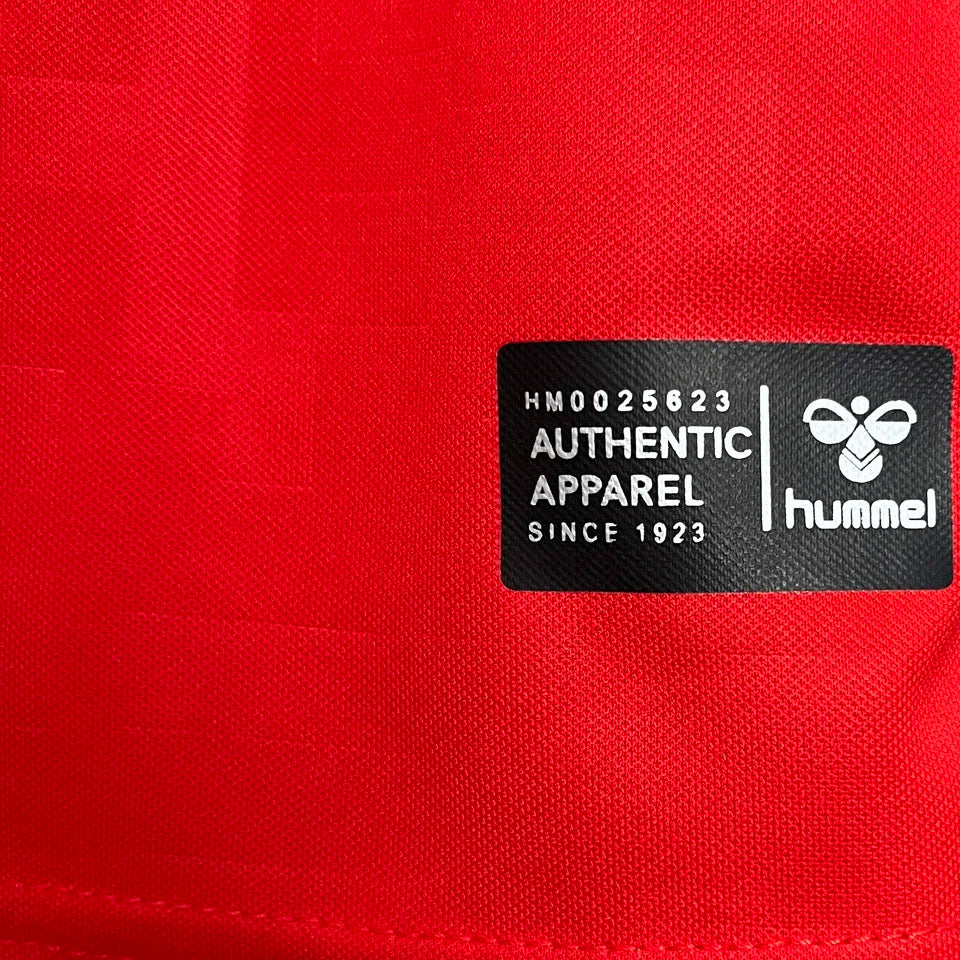 HM0025623
AUTHENTIC
APPAREL
SINCE 1923
hummel